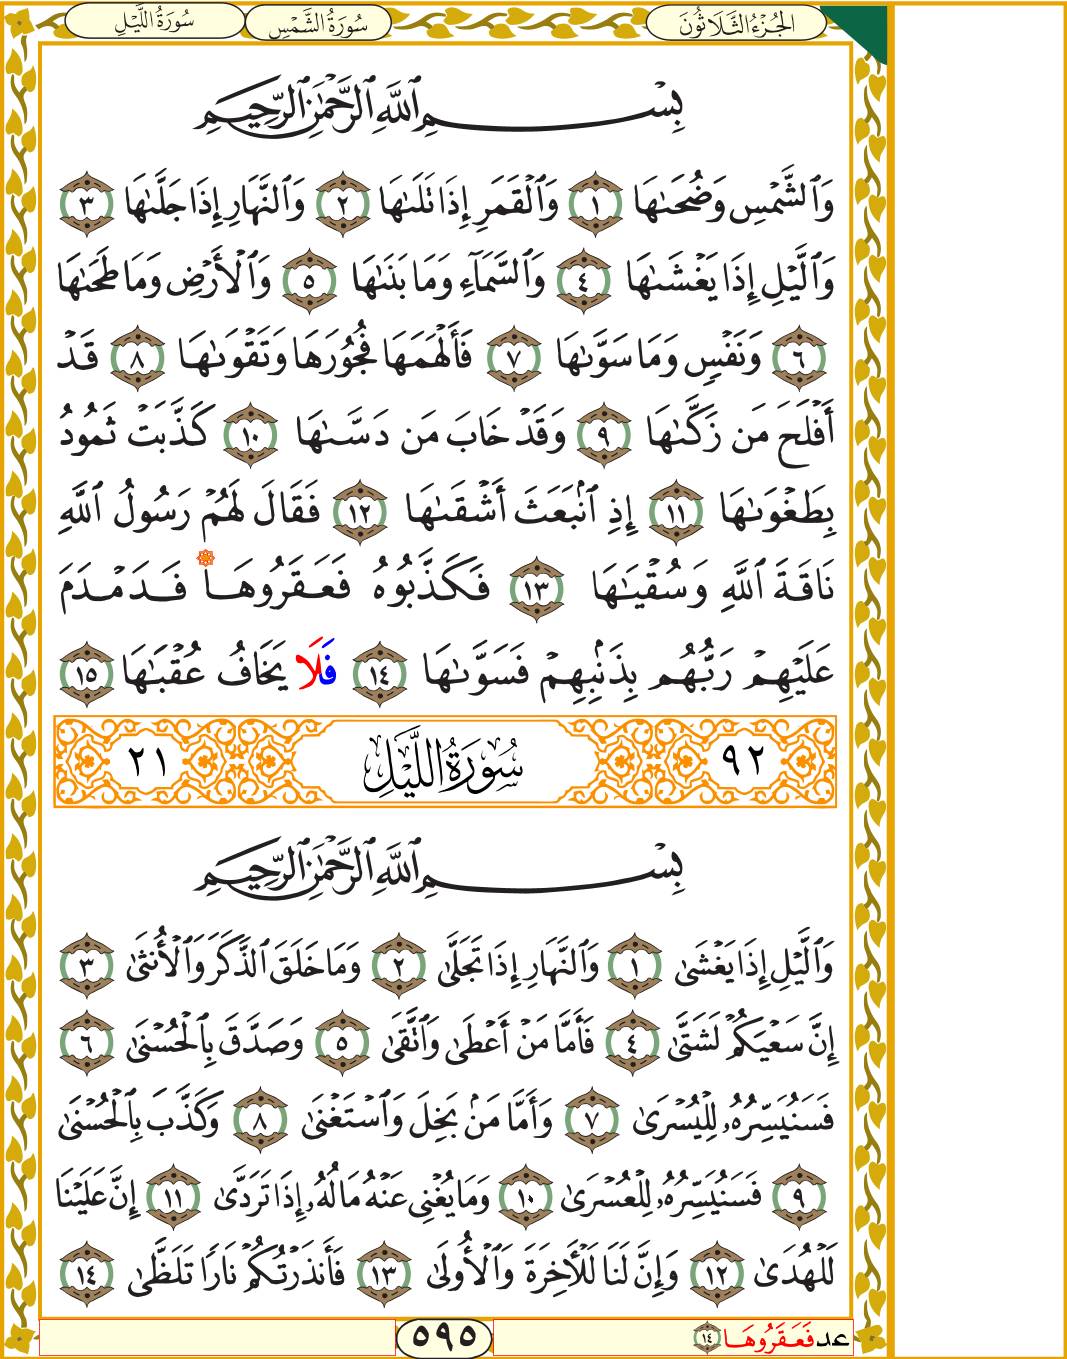 الجُزْءُ الثَّلَاثُونَ سُورَةُ الشَّمْسِ سُورَةُ اللَّيْلِ
بِسْمِ ٱللَّهِ ٱلرَّحْمَٰنِ ٱلرَّحِيمِ
وَٱلشَّمْسِ وَضُحَىٰهَا ١ وَٱلْقَمَرِ إِذَا تَلَىٰهَا ٢ وَٱلنَّهَارِ إِذَا جَلَّىٰهَا ٣
وَٱلَّيْلِ إِذَا يَغْشَىٰهَا ٤ وَٱلسَّمَآءِ وَمَا بَنَىٰهَا ٥ وَٱلْأَرْضِ وَمَا طَحَىٰهَا
٦ وَنَفْسٍ وَمَا سَوَّىٰهَا ٧ فَأَلْهَمَهَا فُجُورَهَا وَتَقْوَىٰهَا ٨ قَدْ
أَفْلَحَ مَن زَكَّىٰهَا ٩ وَقَدْ خَابَ مَن دَسَّىٰهَا ١٠ كَذَّبَتْ ثَمُودُ
بِطَغْوَىٰهَا ١١ إِذِ ٱنۢبَعَثَ أَشْقَىٰهَا ١٢ فَقَالَ لَهُمْ رَسُولُ ٱللَّهِ
نَاقَةَ ٱللَّهِ وَسُقْيَىٰهَا ١٣ فَكَذَّبُوهُ فَعَقَرُوهَا فَدَمْدَمَ
عَلَيْهِمْ رَبُّهُم بِذَنۢبِهِمْ فَسَوَّىٰهَا ١٤ فَلَا يَخَافُ عُقْبَىٰهَا ١٥
٩٢ سُورَةُ اللَّيْلِ ٢١
بِسْمِ ٱللَّهِ ٱلرَّحْمَٰنِ ٱلرَّحِيمِ
وَٱلَّيْلِ إِذَا يَغْشَىٰ ١ وَٱلنَّهَارِ إِذَا تَجَلَّىٰ ٢ وَمَا خَلَقَ ٱلذَّكَرَ وَٱلْأُنثَىٰ ٣
إِنَّ سَعْيَكُمْ لَشَتَّىٰ ٤ فَأَمَّا مَنْ أَعْطَىٰ وَٱتَّقَىٰ ٥ وَصَدَّقَ بِٱلْحُسْنَىٰ ٦
فَسَنُيَسِّرُهُۥ لِلْيُسْرَىٰ ٧ وَأَمَّا مَنۢ بَخِلَ وَٱسْتَغْنَىٰ ٨ وَكَذَّبَ بِٱلْحُسْنَىٰ
٩ فَسَنُيَسِّرُهُۥ لِلْعُسْرَىٰ ١٠ وَمَا يُغْنِي عَنْهُ مَالُهُۥٓ إِذَا تَرَدَّىٰ ١١ إِنَّ عَلَيْنَا
لَلْهُدَىٰ ١٢ وَإِنَّ لَنَا لَلْأَخِرَةَ وَٱلْأُولَىٰ ١٣ فَأَنذَرْتُكُمْ نَارًا تَلَظَّىٰ ١٤
عد فَعَقَرُوهَا ١٤ ٥٩٥